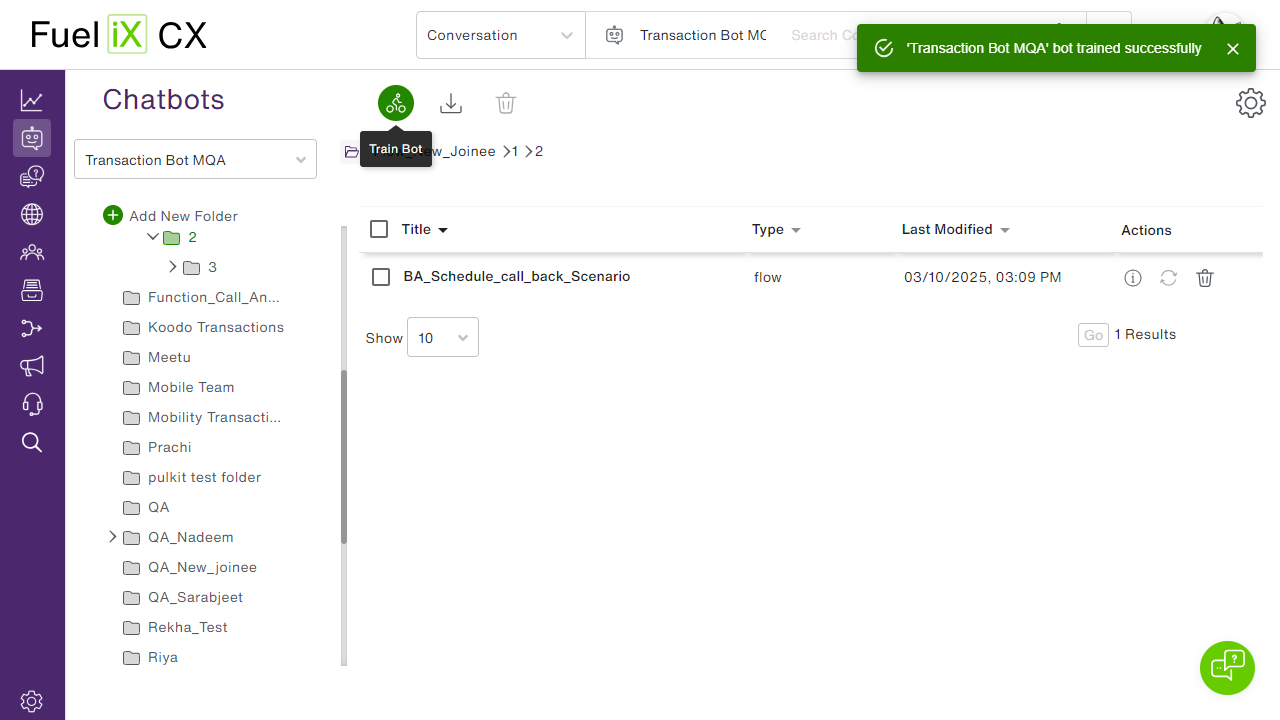 Fuel iX CX
Conversation
Transaction Bot M
Search Co
'Transaction Bot MQA' bot trained successfully
Chatbots
Train Bot
Transaction Bot MQA
New_Joinee
1
2
Add New Folder
2
3
Function_Call_An...
Koodo Transactions
Meetu
Mobile Team
Mobility Transacti...
Prachi
pulkit test folder
QA
QA_Nadeem
QA_New_joinee
QA_Sarabjeet
Rekha_Test
Riya
Title Type Last Modified Actions
BA_Schedule_call_back_Scenario flow 03/10/2025, 03:09 PM
Show 10
Go 1 Results